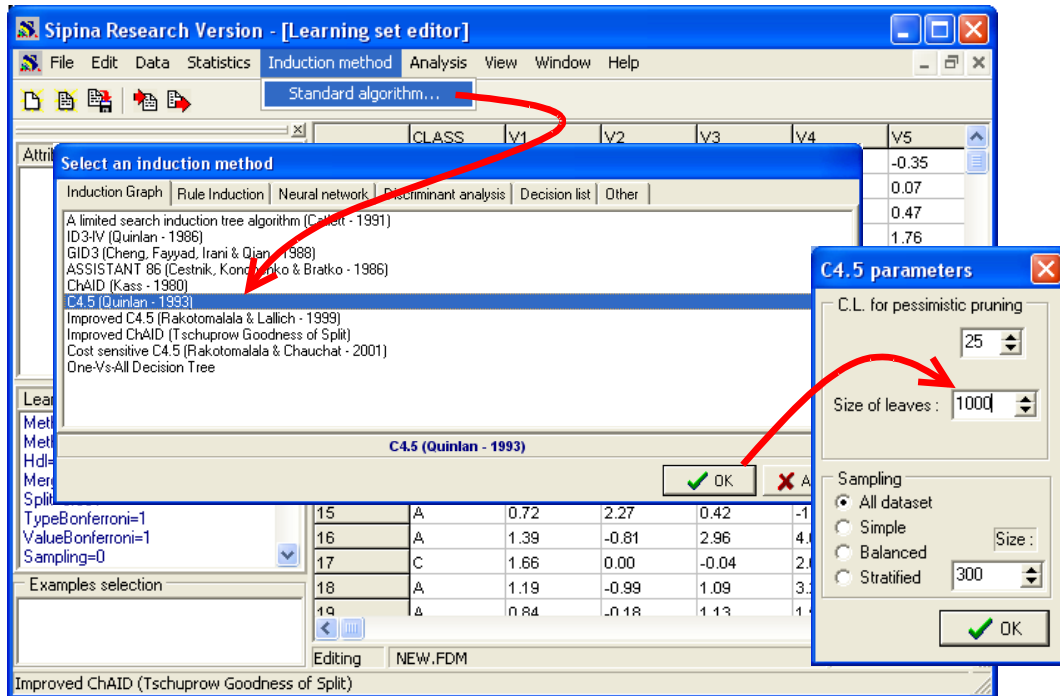 Sipina Research Version - [Learning set editor]
File Edit Data Statistics Induction method Analysis View Window Help
Standard algorithm...
CLASS V1 V2 V3 V4 V5
-0.35
0.07
0.47
1.76
Select an induction method
Induction Graph Rule Induction Neural network Discriminant analysis Decision list Other
A limited search induction tree algorithm (Catlett - 1991)
ID3-IV (Quinlan - 1986)
GID3 (Cheng, Fayyad, Irani & Qian - 1988)
ASSISTANT 86 (Cestnik, Kononenko & Bratko - 1986)
ChAID (Kass - 1980)
C4.5 (Quinlan - 1993)
Improved C4.5 (Rakotomalala & Lallich - 1999)
Improved ChAID (Tschuprow Goodness of Split)
Cost sensitive C4.5 (Rakotomalala & Chauchat - 2001)
One-Vs-All Decision Tree
C4.5 (Quinlan - 1993)
OK
C4.5 parameters
C.L. for pessimistic pruning
25
Size of leaves : 1000
Sampling
All dataset
Simple
Balanced
Stratified
Size :
300
OK
TypeBonferroni=1
ValueBonferroni=1
Sampling=0
Examples selection
15 A 0.72 2.27 0.42
16 A 1.39 -0.81 2.96
17 C 1.66 0.00 -0.04
18 A 1.19 -0.99 1.09
19 A 0.84 -0.18 1.13
Editing NEW.FDM
Improved ChAID (Tschuprow Goodness of Split)